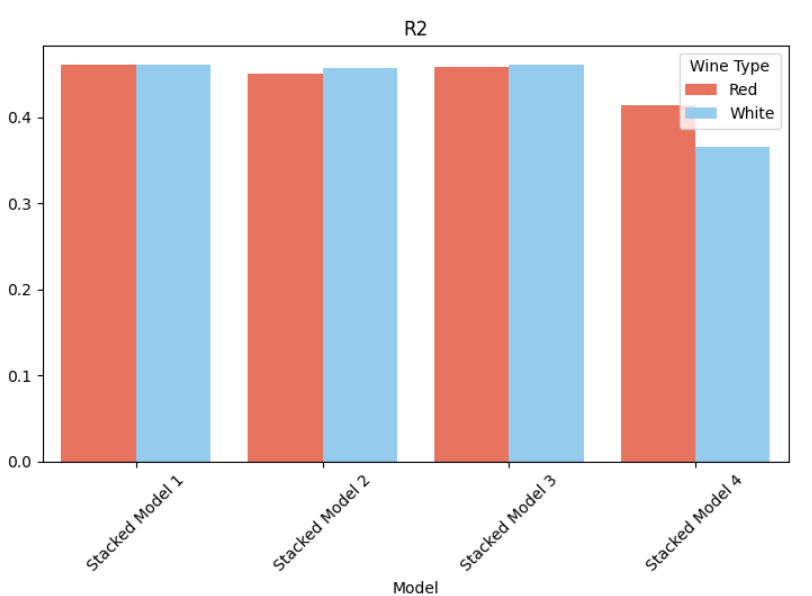 R2
Wine Type
Red
White
0.4
0.3
0.2
0.1
0.0
Stacked Model 1
Stacked Model 2
Stacked Model 3
Stacked Model 4
Model